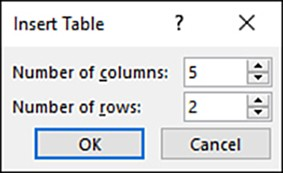 Insert Table ?
Number of columns: 5
Number of rows: 2
OK Cancel